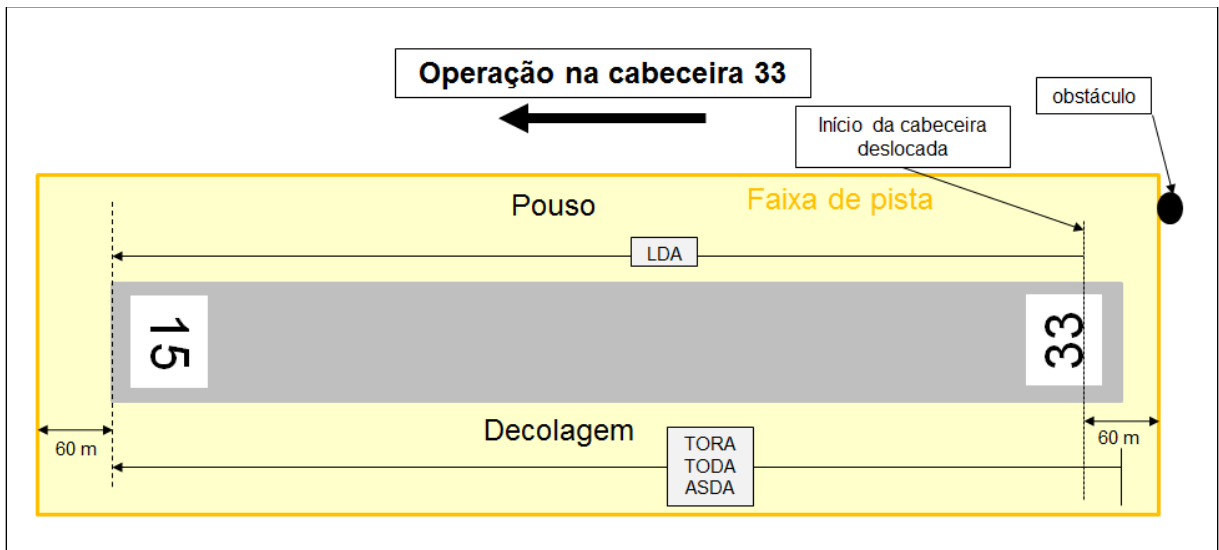 Operação na cabeceira 33
obstáculo
Início da cabeceira
deslocada
Pouso
Faixa de pista
LDA
15
33
Decolagem
60 m
60 m
TORA
TODA
ASDA